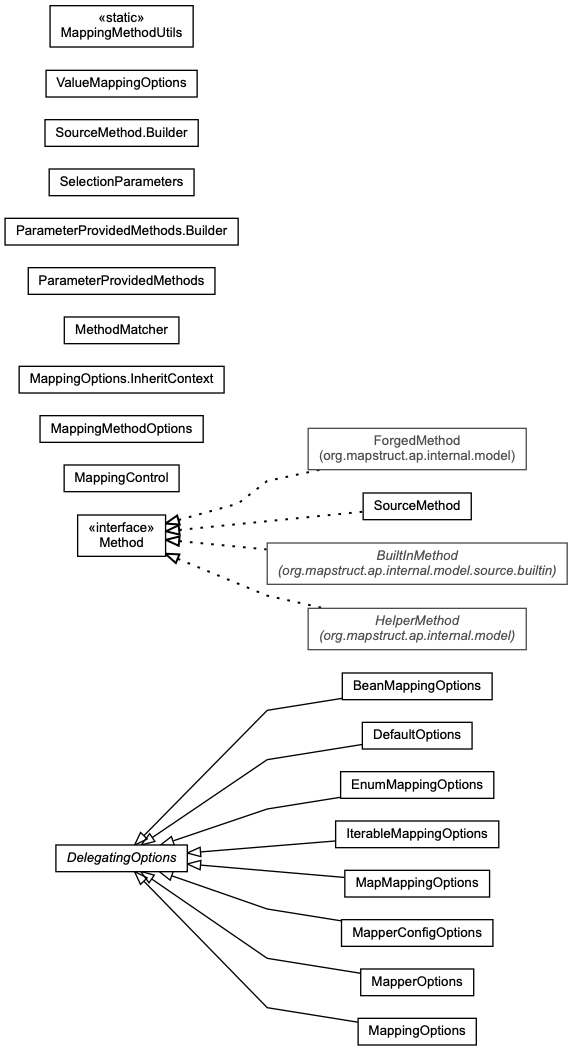 «static»
MappingMethodUtils
ValueMappingOptions
SourceMethod.Builder
SelectionParameters
ParameterProvidedMethods.Builder
ParameterProvidedMethods
MethodMatcher
MappingOptions.InheritContext
MappingMethodOptions
MappingControl
«interface»
Method
ForgedMethod
(org.mapstruct.ap.internal.model)
SourceMethod
BuiltInMethod
(org.mapstruct.ap.internal.model.source.builtin)
HelperMethod
(org.mapstruct.ap.internal.model)
DelegatingOptions
BeanMappingOptions
DefaultOptions
EnumMappingOptions
IterableMappingOptions
MapMappingOptions
MapperConfigOptions
MapperOptions
MappingOptions